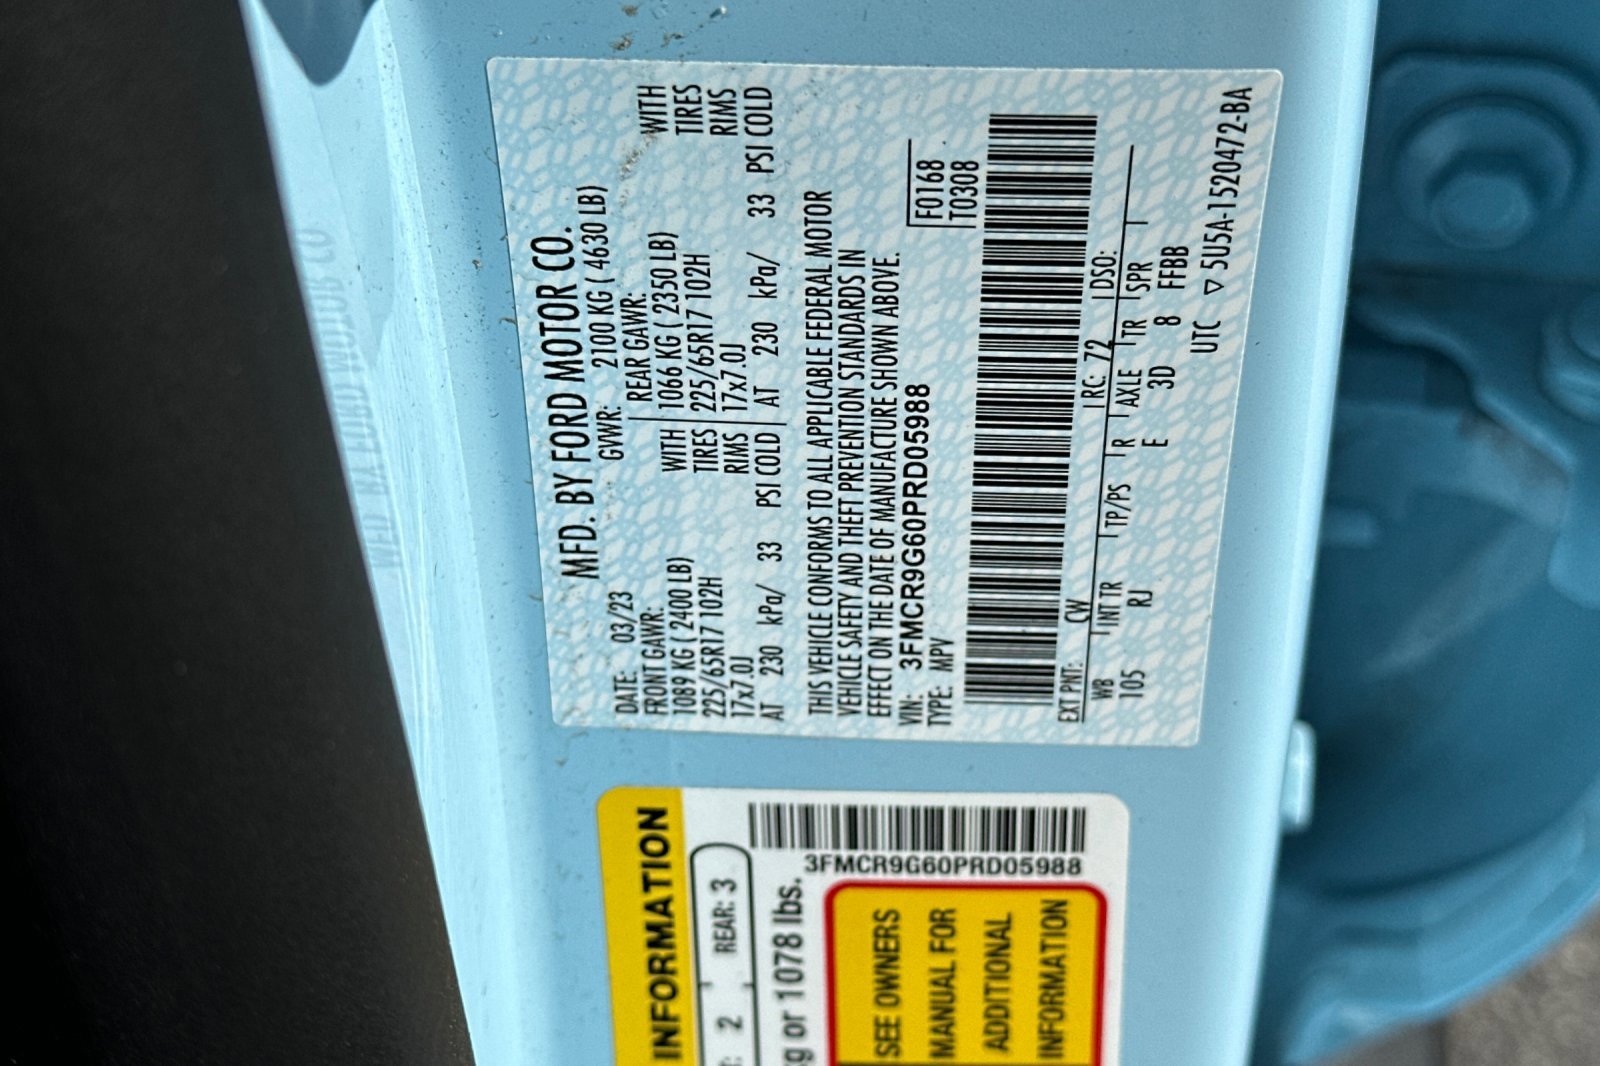 MFD. BY FORD MOTOR CO.
DATE: 03/23 GVWR: 2100 KG ( 4630 LB)
FRONT GAWR: REAR GAWR:
1089 KG ( 2400 LB) WITH 1066 KG ( 2350 LB) WITH
225/65R17 102H TIRES 225/65R17 102H TIRES
17x7.0J RIMS 17x7.0J RIMS
AT 230 kPa/ 33 PSI COLD AT 230 kPa/ 33 PSI COLD
THIS VEHICLE CONFORMS TO ALL APPLICABLE FEDERAL MOTOR
VEHICLE SAFETY AND THEFT PREVENTION STANDARDS IN
EFFECT ON THE DATE OF MANUFACTURE SHOWN ABOVE.
VIN: 3FMCR9G60PRD05988 F0168
TYPE: MPV T0308
EXT PNT: CW RC: 72 DSO:
WB INT TR TP/PS R AXLE TR SPR
105 RJ E 3D 8 FFBB
UTC ▽ 5U5A-1520472-BA
INFORMATION
2 REAR: 3
kg or 1078 lbs.
3FMCR9G60PRD05988
SEE OWNERS
MANUAL FOR
ADDITIONAL
INFORMATION